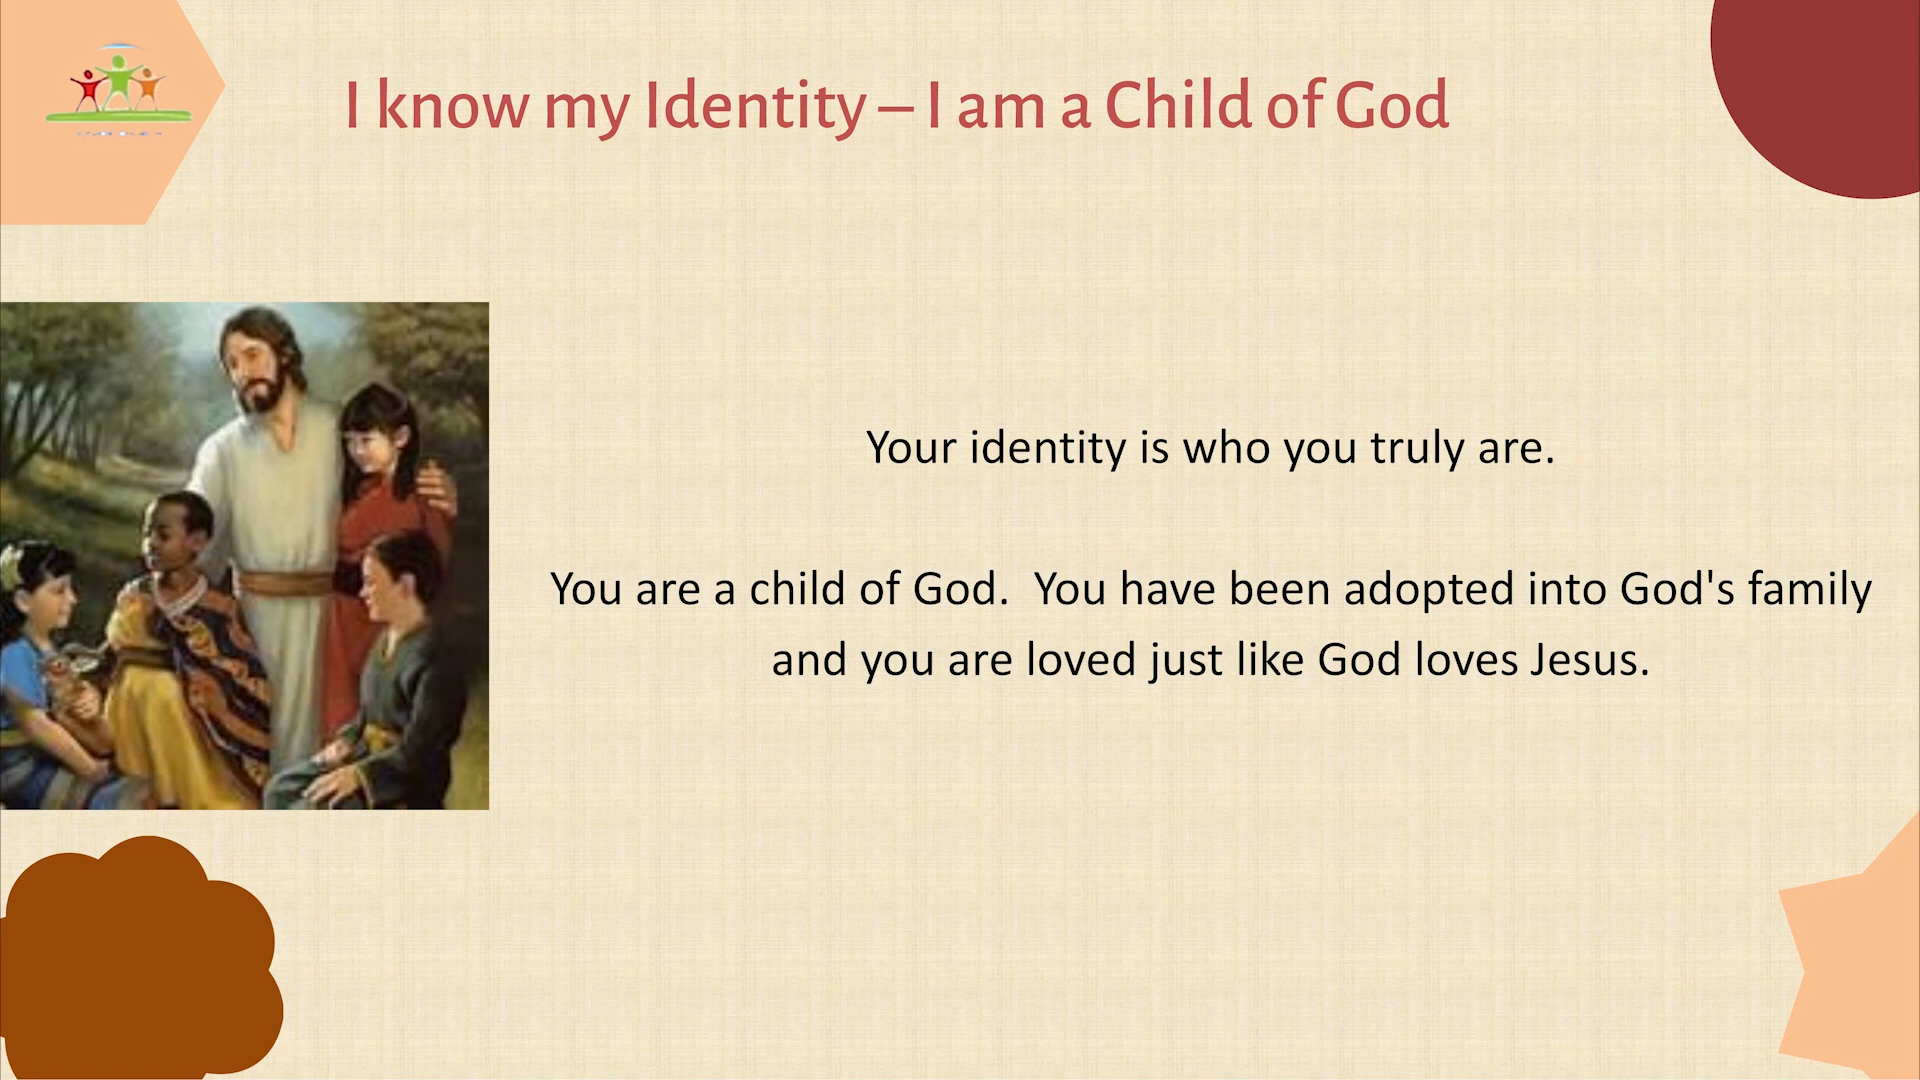 I know my Identity – I am a Child of God
Your identity is who you truly are.
You are a child of God.  You have been adopted into God's family
and you are loved just like God loves Jesus.